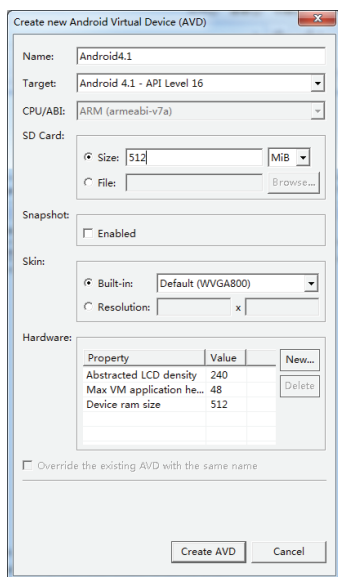 Create new Android Virtual Device (AVD)
Name: Android4.1
Target: Android 4.1 - API Level 16
CPU/ABI: ARM (armeabi-v7a)
SD Card:
Size: 512 MiB
File: Browse...
Snapshot:
Enabled
Skin:
Built-in: Default (WVGA800)
Resolution: x
Hardware:
Property Value New...
Abstracted LCD density 240 Delete
Max VM application he... 48
Device ram size 512
Override the existing AVD with the same name
Create AVD Cancel